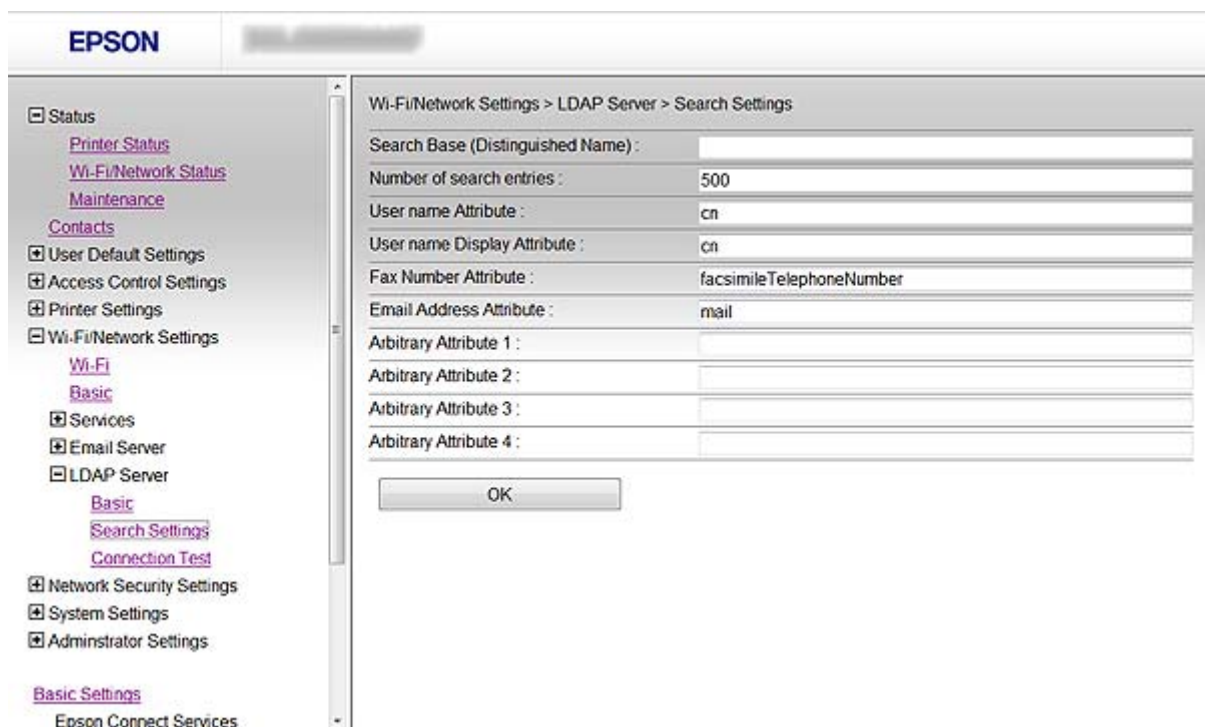 EPSON
Status
Printer Status
Wi-Fi/Network Status
Maintenance
Contacts
User Default Settings
Access Control Settings
Printer Settings
Wi-Fi/Network Settings
Wi-Fi
Basic
Services
Email Server
LDAP Server
Basic
Search Settings
Connection Test
Network Security Settings
System Settings
Adminstrator Settings
Basic Settings
Epson Connect Services
Wi-Fi/Network Settings > LDAP Server > Search Settings
Search Base (Distinguished Name) :
Number of search entries : 500
User name Attribute : cn
User name Display Attribute : cn
Fax Number Attribute : facsimileTelephoneNumber
Email Address Attribute : mail
Arbitrary Attribute 1 :
Arbitrary Attribute 2 :
Arbitrary Attribute 3 :
Arbitrary Attribute 4 :
OK